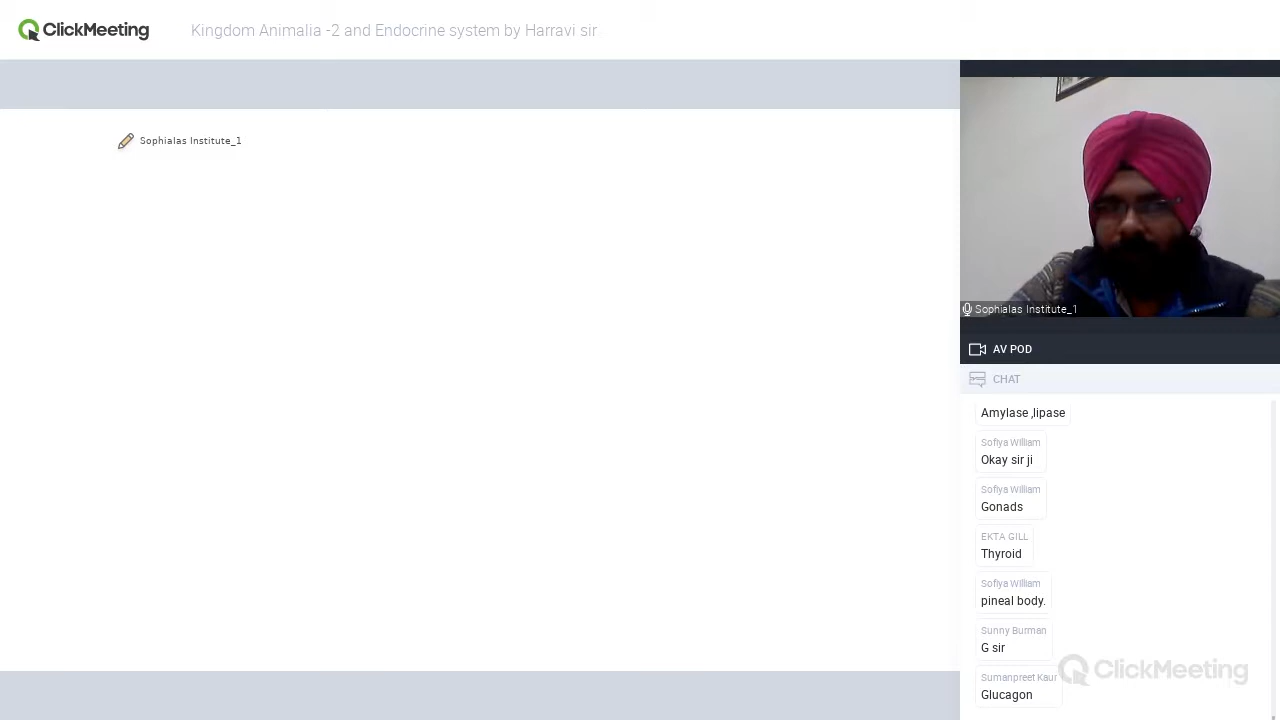 ClickMeeting
Kingdom Animalia -2 and Endocrine system by Harravi sir
Sophialas Institute_1
Sophialas Institute_1
AV POD
CHAT
Amylase ,lipase
Sofiya William
Okay sir ji
Sofiya William
Gonads
EKTA GILL
Thyroid
Sofiya William
pineal body.
Sunny Burman
G sir
Sumanpreet Kaur
Glucagon
ClickMeeting